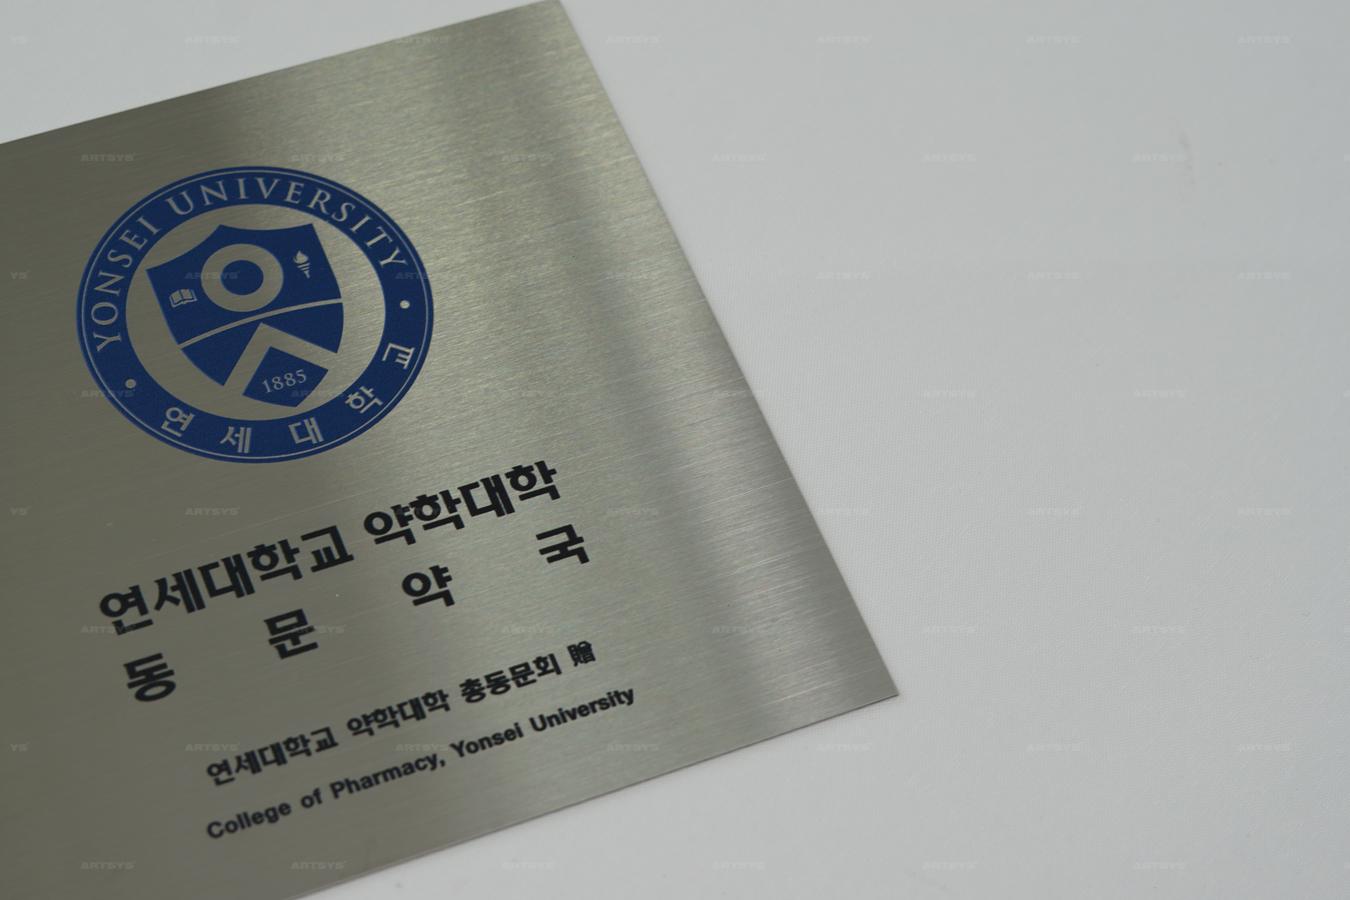 YONSEI UNIVERSITY
1885
연세대학교
연세대학교 약학대학
동문약국
연세대학교 약학대학 총동문회 贈
College of Pharmacy, Yonsei University
ARTSYS